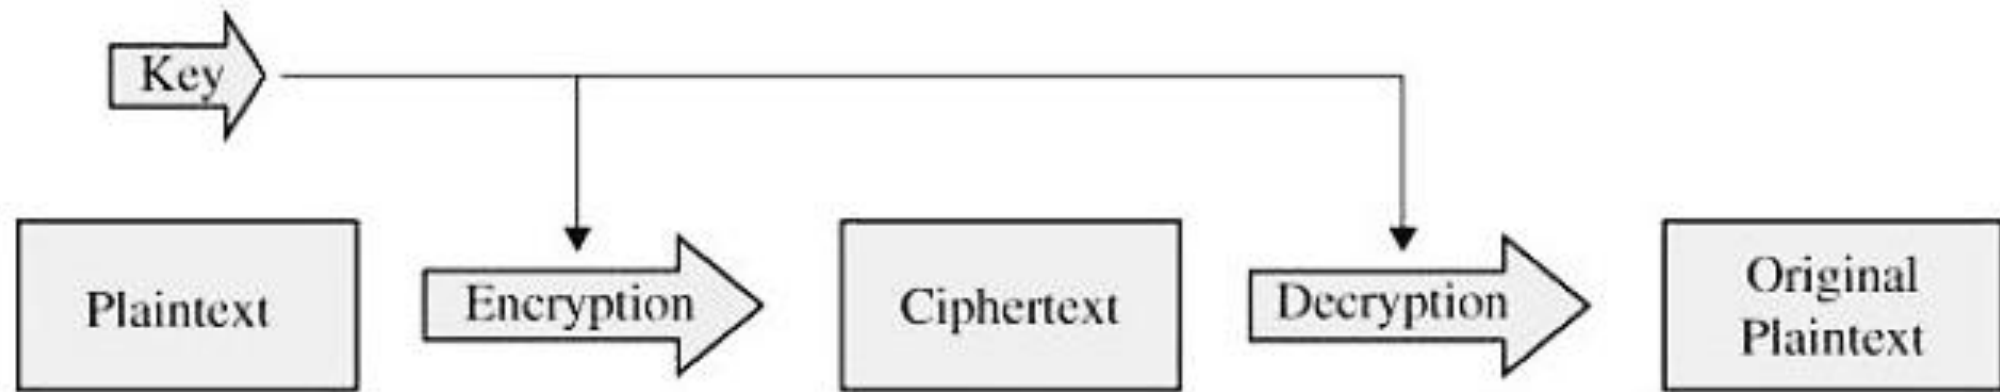 Key
Plaintext
Encryption
Ciphertext
Decryption
Original
Plaintext